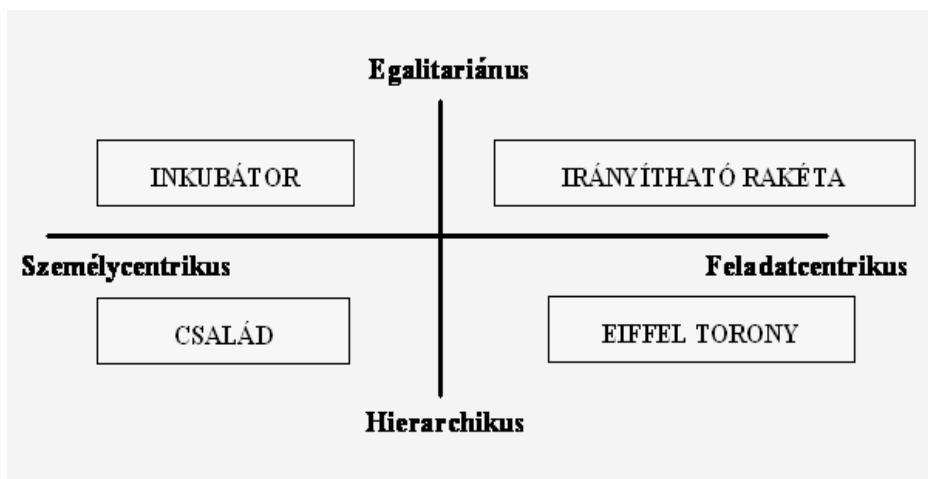 Egalitariánus
INKUBÁTOR
IRÁNYÍTHATÓ RAKÉTA
Személycentrikus
Feladatcentrikus
CSALÁD
EIFFEL TORONY
Hierarchikus